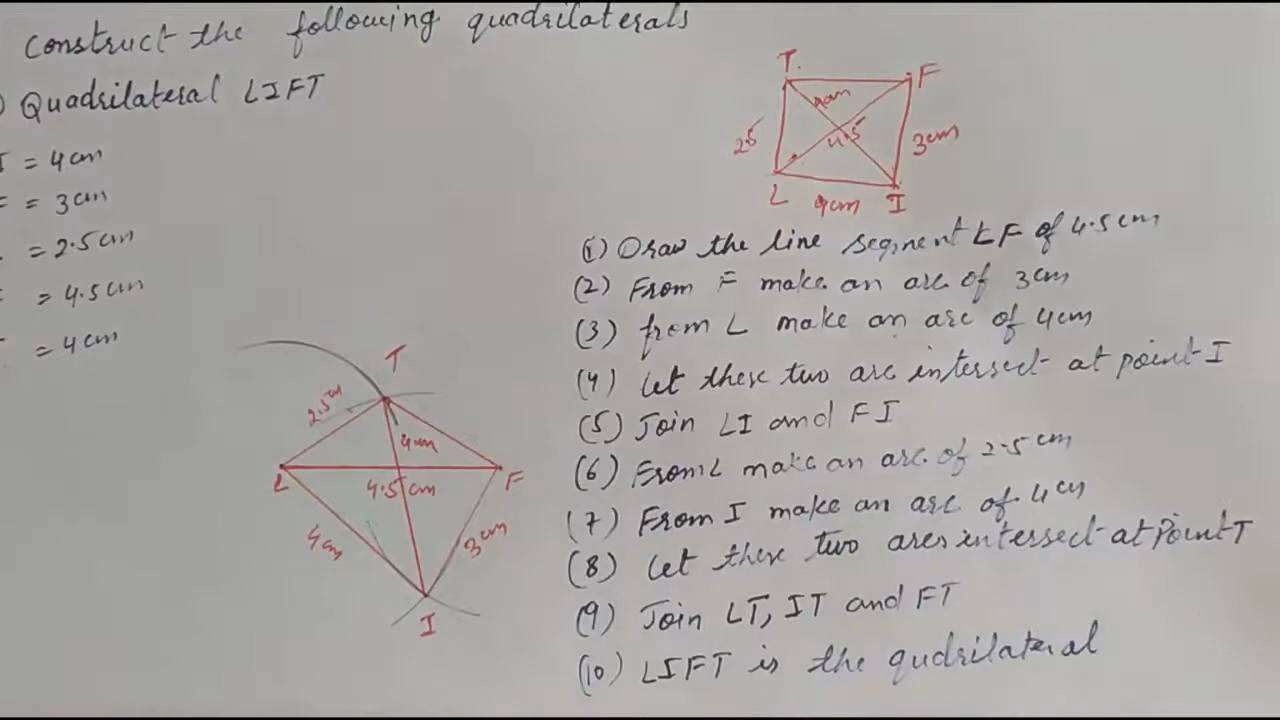 Construct the following quadrilaterals
) Quadrilateral LIFT
I = 4cm
F = 3cm
= 2.5cm
= 4.5cm
= 4cm
T.
F
4cm
4.5
2.5
3cm
L
4cm
I
(1) Draw the line segment LF of 4.5cm
(2) From F make an arc of 3cm
(3) from L make an arc of 4cm
(4) Let these two arc intersect at point I
(5) Join LI and FI
(6) From L make an arc of 2.5cm
(7) From I make an arc of 4cm
(8) Let these two arcs intersect at Point T
(9) Join LT, IT and FT
(10) LIFT is the qudrilateral
T
2.5cm
4cm
L
4.5cm
F
4cm
3cm
I